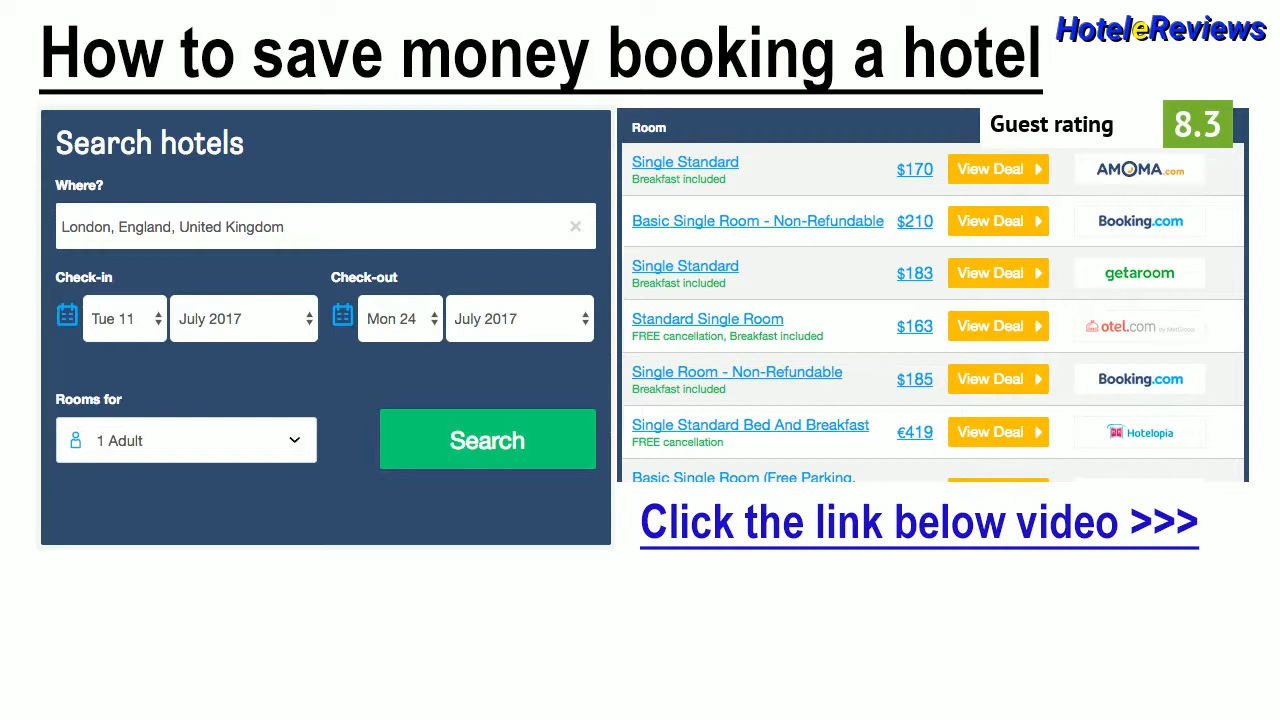 How to save money booking a hotel
HoteleReviews
Search hotels
Where?
London, England, United Kingdom
Check-in
Check-out
Tue 11
July 2017
Mon 24
July 2017
Rooms for
1 Adult
Search
Room
Guest rating
8.3
Single Standard
Breakfast included
$170
View Deal
AMOMA.com
Basic Single Room - Non-Refundable
$210
View Deal
Booking.com
Single Standard
Breakfast included
$183
View Deal
getaroom
Standard Single Room
FREE cancellation, Breakfast included
$163
View Deal
otel.com
Single Room - Non-Refundable
Breakfast included
$185
View Deal
Booking.com
Single Standard Bed And Breakfast
FREE cancellation
€419
View Deal
Hotelopia
Basic Single Room (Free Parking,
Click the link below video >>>